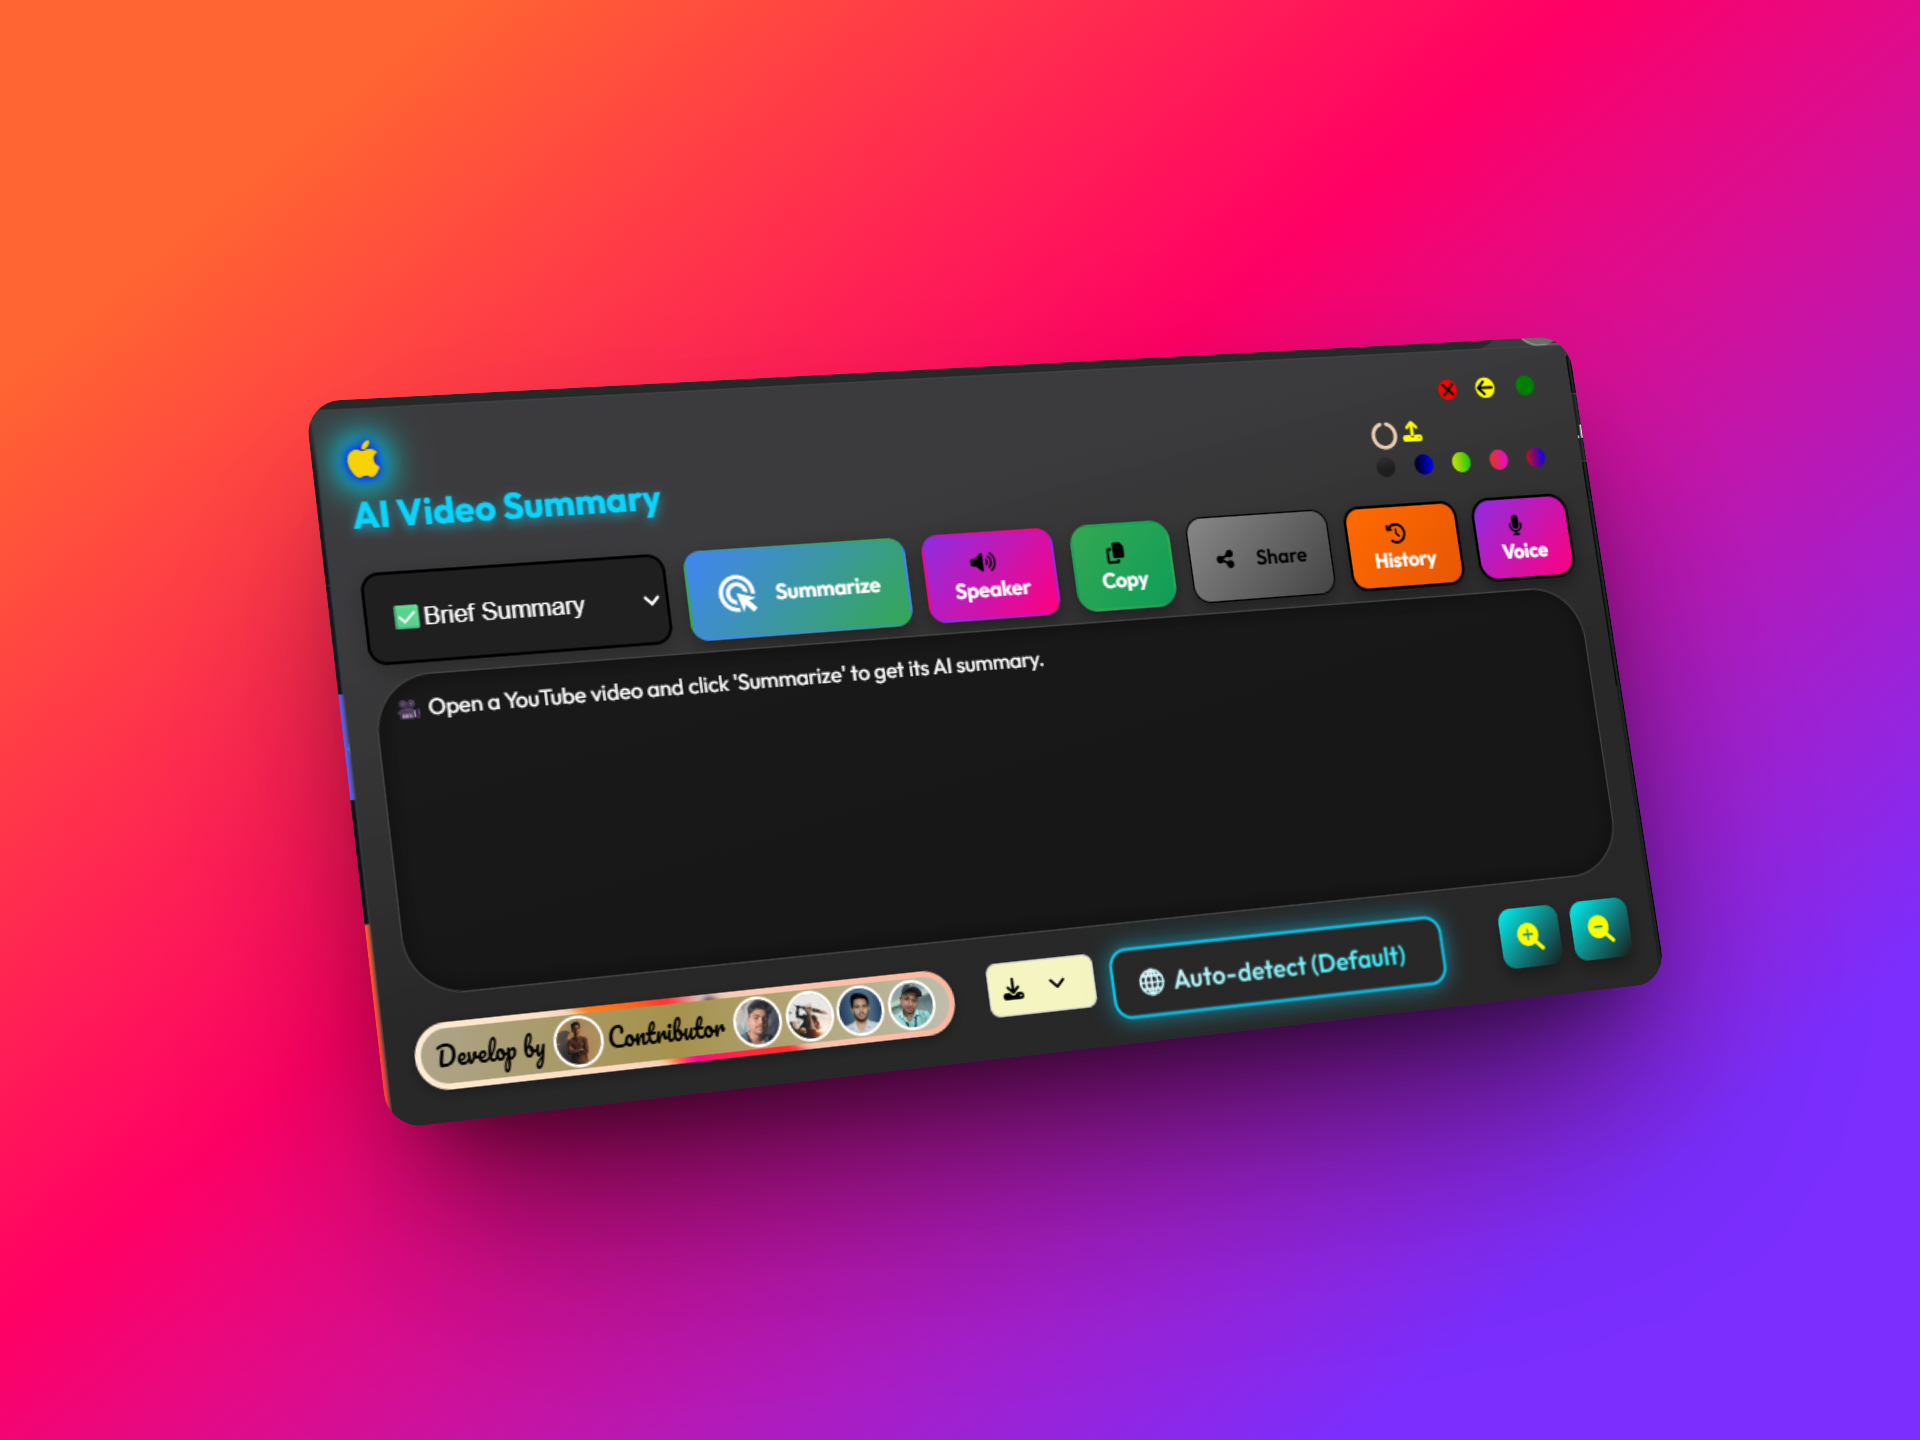 AI Video Summary
Brief Summary
Summarize
Speaker
Copy
Share
History
Voice
Open a YouTube video and click 'Summarize' to get its AI summary.
Develop by
Contributor
Auto-detect (Default)